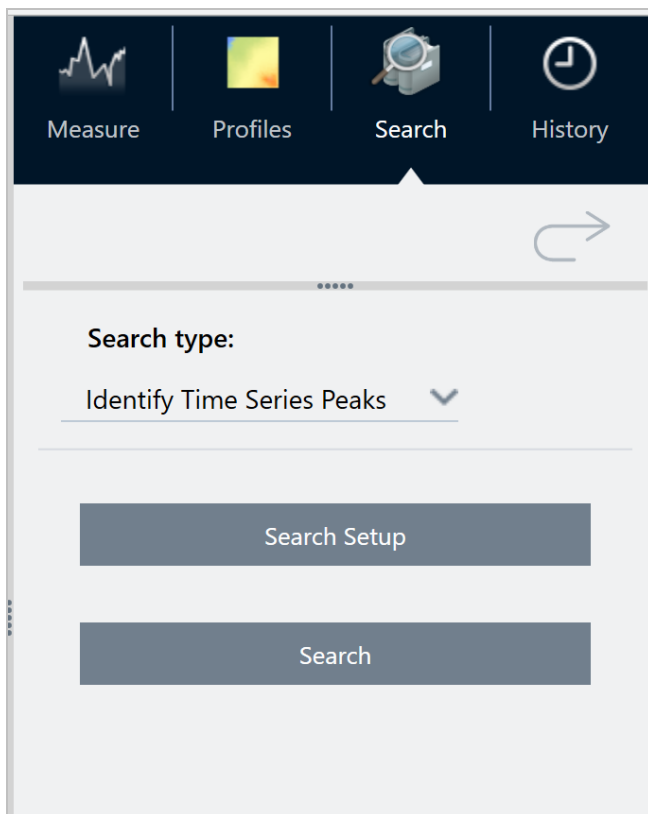 Measure Profiles Search History
Search type:
Identify Time Series Peaks
Search Setup
Search